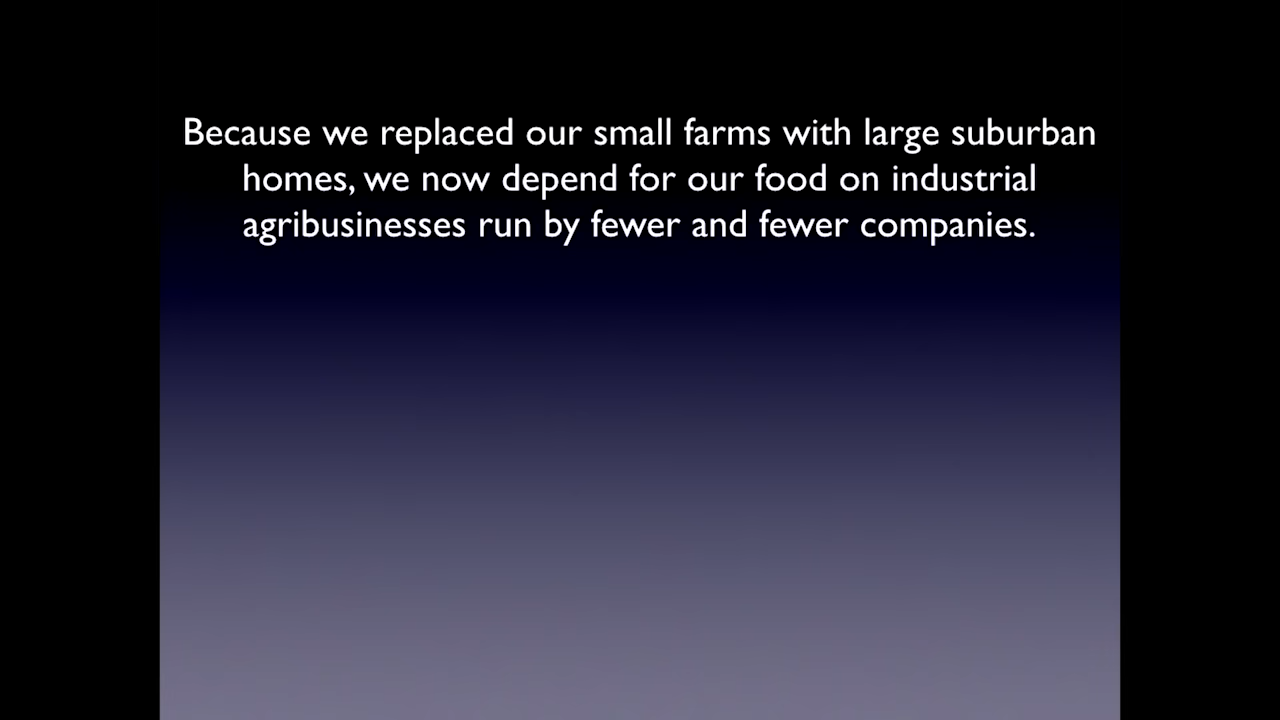 Because we replaced our small farms with large suburban
homes, we now depend for our food on industrial
agribusinesses run by fewer and fewer companies.